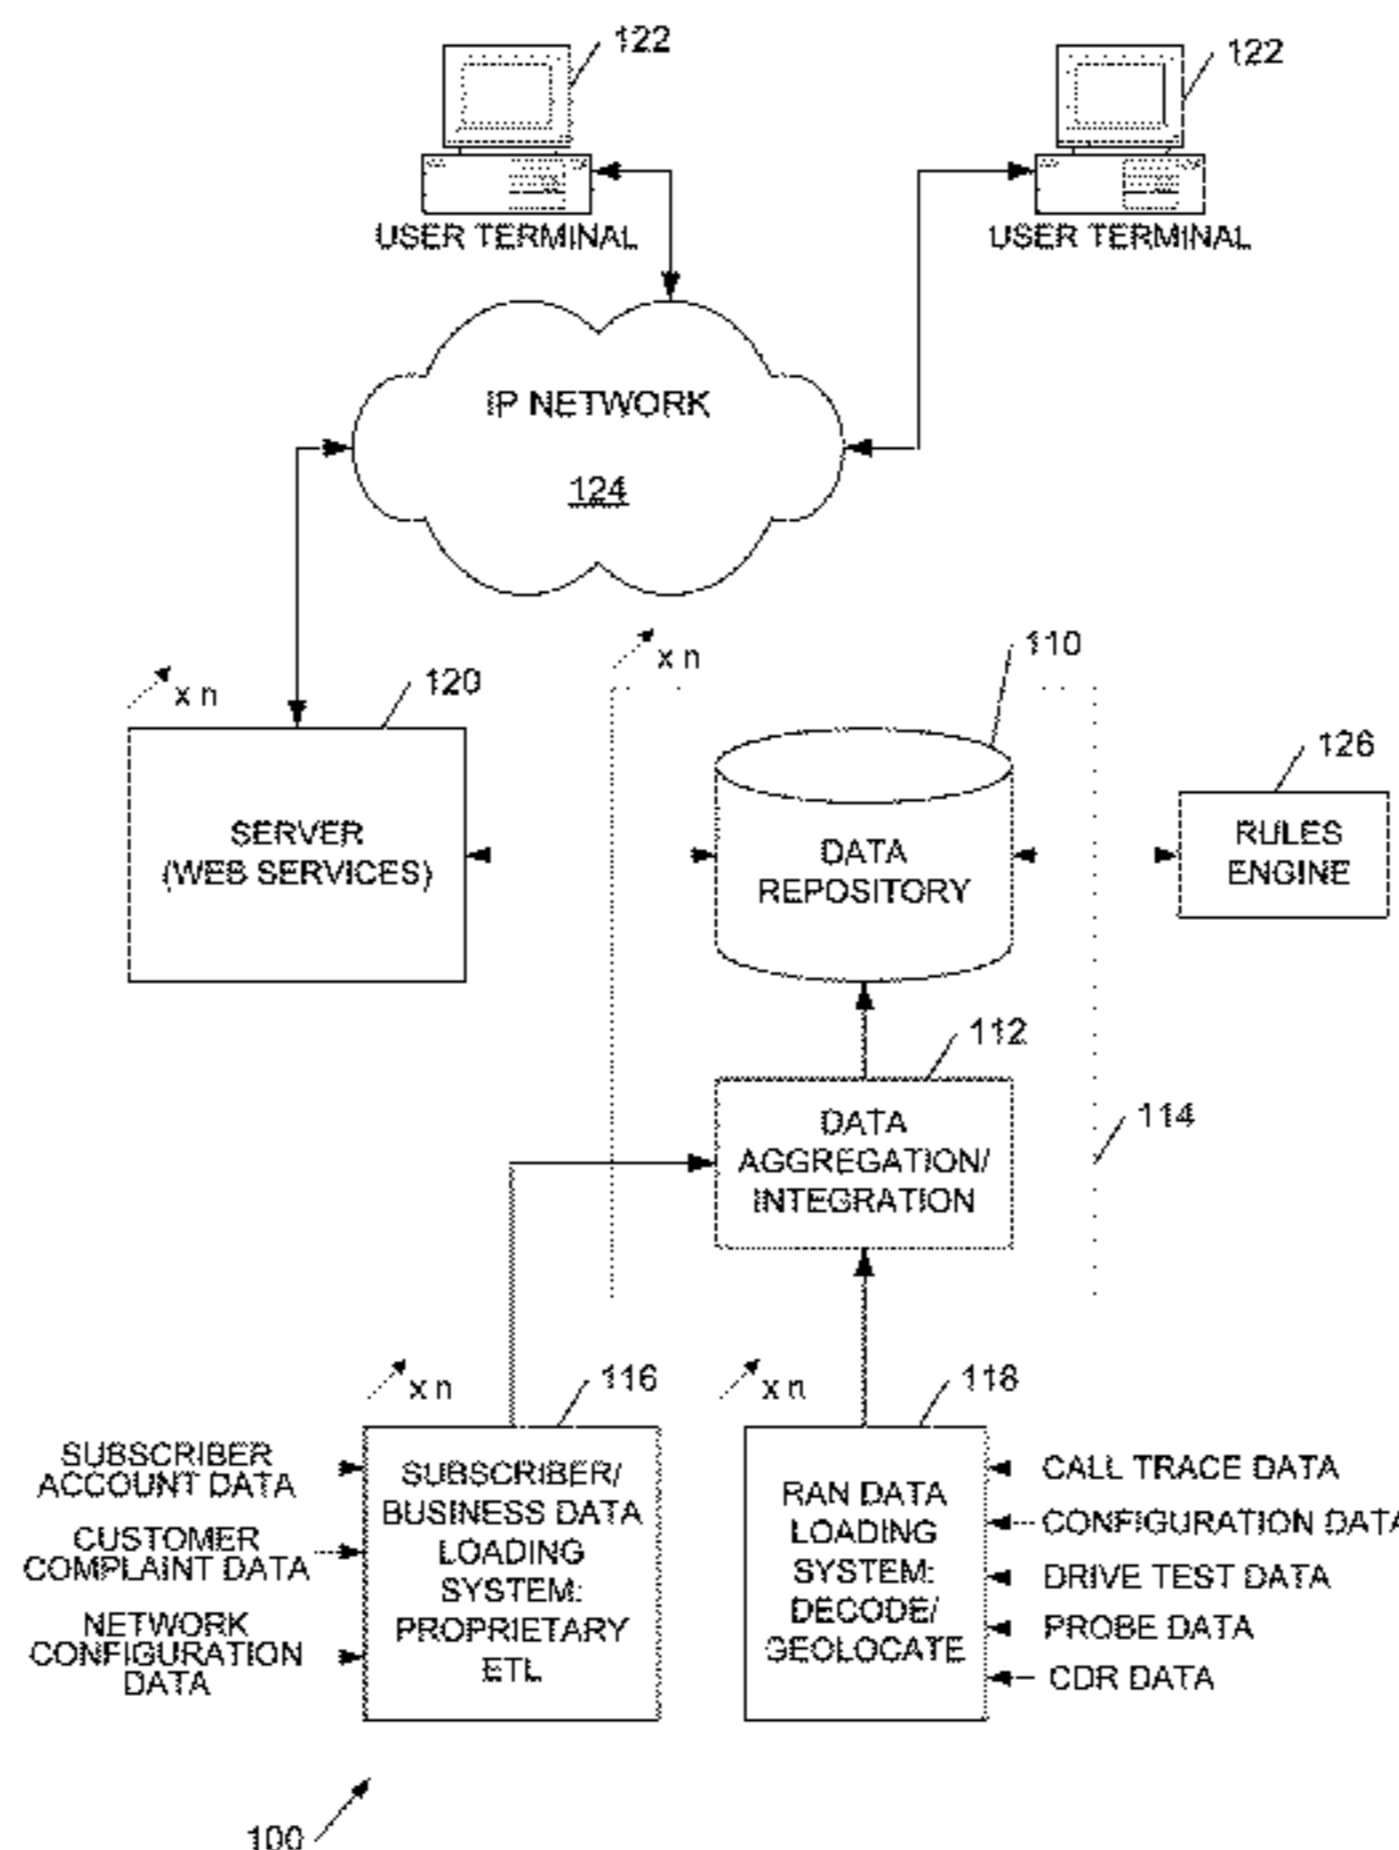 122
122
USER TERMINAL
USER TERMINAL
IP NETWORK
124
x n
x n
110
120
126
SERVER
(WEB SERVICES)
DATA
REPOSITORY
RULES
ENGINE
112
DATA
AGGREGATION/
INTEGRATION
114
x n
116
x n
118
SUBSCRIBER
ACCOUNT DATA
CUSTOMER
COMPLAINT DATA
NETWORK
CONFIGURATION
DATA
SUBSCRIBER/
BUSINESS DATA
LOADING
SYSTEM:
PROPRIETARY
ETL
RAN DATA
LOADING
SYSTEM:
DECODE/
GEOLOCATE
CALL TRACE DATA
CONFIGURATION DATA
DRIVE TEST DATA
PROBE DATA
CDR DATA
100